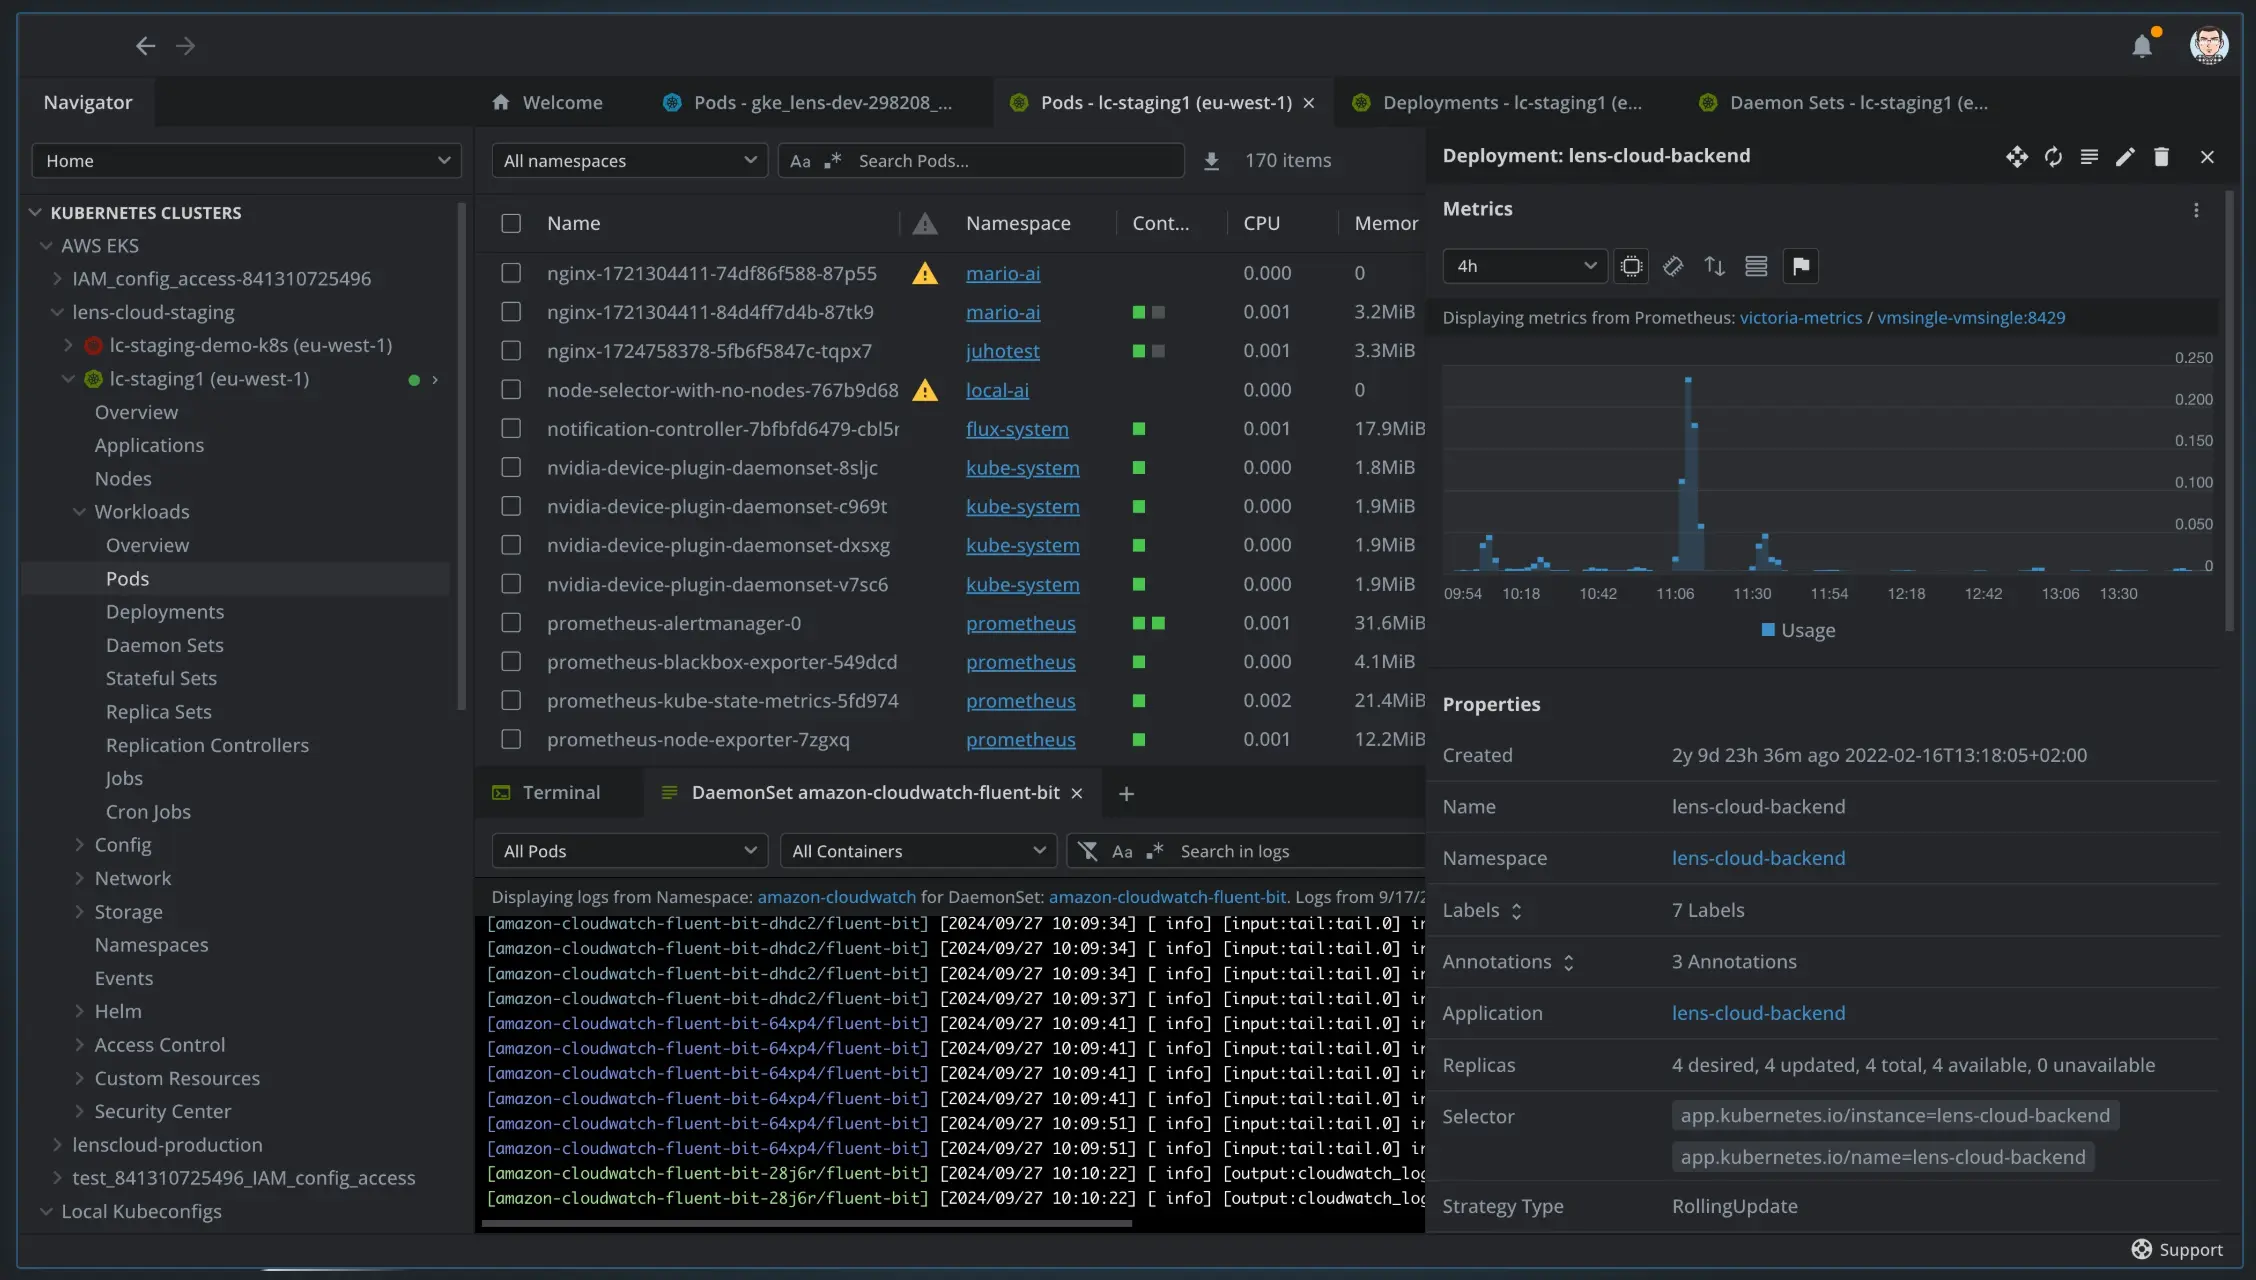 Navigator
Welcome
Pods - gke_lens-dev-298208_...
Pods - lc-staging1 (eu-west-1)
Deployments - lc-staging1 (e...
Daemon Sets - lc-staging1 (e...
Home
KUBERNETES CLUSTERS
AWS EKS
IAM_config_access-841310725496
lens-cloud-staging
lc-staging-demo-k8s (eu-west-1)
lc-staging1 (eu-west-1)
Overview
Applications
Nodes
Workloads
Overview
Pods
Deployments
Daemon Sets
Stateful Sets
Replica Sets
Replication Controllers
Jobs
Cron Jobs
Config
Network
Storage
Namespaces
Events
Helm
Access Control
Custom Resources
Security Center
lenscloud-production
test_841310725496_IAM_config_access
Local Kubeconfigs
All namespaces
Aa .* Search Pods...
170 items
Name Namespace Cont... CPU Memor
nginx-1721304411-74df86f588-87p55 mario-ai 0.000 0
nginx-1721304411-84d4ff7d4b-87tk9 mario-ai 0.001 3.2MiB
nginx-1724758378-5fb6f5847c-tqpx7 juhotest 0.001 3.3MiB
node-selector-with-no-nodes-767b9d68 local-ai 0.000 0
notification-controller-7bfbfd6479-cbl5r flux-system 0.001 17.9MiB
nvidia-device-plugin-daemonset-8sljc kube-system 0.000 1.8MiB
nvidia-device-plugin-daemonset-c969t kube-system 0.000 1.9MiB
nvidia-device-plugin-daemonset-dxsxg kube-system 0.000 1.9MiB
nvidia-device-plugin-daemonset-v7sc6 kube-system 0.000 1.9MiB
prometheus-alertmanager-0 prometheus 0.001 31.6MiB
prometheus-blackbox-exporter-549dcd prometheus 0.000 4.1MiB
prometheus-kube-state-metrics-5fd974 prometheus 0.002 21.4MiB
prometheus-node-exporter-7zgxq prometheus 0.001 12.2MiB
Terminal
DaemonSet amazon-cloudwatch-fluent-bit
All Pods
All Containers
Aa .* Search in logs
Displaying logs from Namespace: amazon-cloudwatch for DaemonSet: amazon-cloudwatch-fluent-bit. Logs from 9/17/2
[amazon-cloudwatch-fluent-bit-dhdc2/fluent-bit] [2024/09/27 10:09:34] [ info] [input:tail:tail.0] ir
[amazon-cloudwatch-fluent-bit-dhdc2/fluent-bit] [2024/09/27 10:09:34] [ info] [input:tail:tail.0] ir
[amazon-cloudwatch-fluent-bit-dhdc2/fluent-bit] [2024/09/27 10:09:34] [ info] [input:tail:tail.0] ir
[amazon-cloudwatch-fluent-bit-dhdc2/fluent-bit] [2024/09/27 10:09:37] [ info] [input:tail:tail.0] ir
[amazon-cloudwatch-fluent-bit-64xp4/fluent-bit] [2024/09/27 10:09:41] [ info] [input:tail:tail.0] ir
[amazon-cloudwatch-fluent-bit-64xp4/fluent-bit] [2024/09/27 10:09:41] [ info] [input:tail:tail.0] ir
[amazon-cloudwatch-fluent-bit-64xp4/fluent-bit] [2024/09/27 10:09:41] [ info] [input:tail:tail.0] ir
[amazon-cloudwatch-fluent-bit-64xp4/fluent-bit] [2024/09/27 10:09:41] [ info] [input:tail:tail.0] ir
[amazon-cloudwatch-fluent-bit-64xp4/fluent-bit] [2024/09/27 10:09:51] [ info] [input:tail:tail.0] ir
[amazon-cloudwatch-fluent-bit-64xp4/fluent-bit] [2024/09/27 10:09:51] [ info] [input:tail:tail.0] ir
[amazon-cloudwatch-fluent-bit-28j6r/fluent-bit] [2024/09/27 10:10:22] [ info] [output:cloudwatch_log
[amazon-cloudwatch-fluent-bit-28j6r/fluent-bit] [2024/09/27 10:10:22] [ info] [output:cloudwatch_log
Deployment: lens-cloud-backend
Metrics
4h
Displaying metrics from Prometheus: victoria-metrics / vmsingle-vmsingle:8429
0.250
0.200
0.150
0.100
0.050
0
09:54 10:18 10:42 11:06 11:30 11:54 12:18 12:42 13:06 13:30
Usage
Properties
Created 2y 9d 23h 36m ago 2022-02-16T13:18:05+02:00
Name lens-cloud-backend
Namespace lens-cloud-backend
Labels 7 Labels
Annotations 3 Annotations
Application lens-cloud-backend
Replicas 4 desired, 4 updated, 4 total, 4 available, 0 unavailable
Selector app.kubernetes.io/instance=lens-cloud-backend
app.kubernetes.io/name=lens-cloud-backend
Strategy Type RollingUpdate
Support